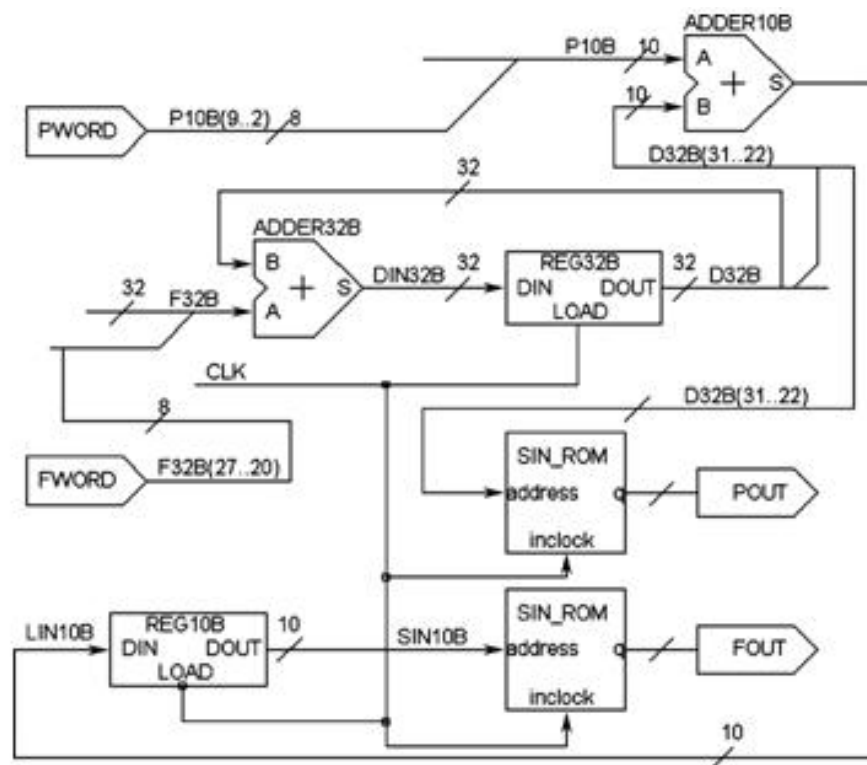 ADDER10B
P10B 10
A
+ S
B
10
PWORD
P10B(9..2) 8
D32B(31..22)
32
ADDER32B
B
+ S
A
DIN32B 32
REG32B
DIN DOUT
LOAD
32 D32B
32 F32B
CLK
8
FWORD
F32B(27..20)
D32B(31..22)
SIN_ROM
address q
inclock
POUT
LIN10B
REG10B
DIN DOUT
LOAD
10
SIN10B
SIN_ROM
address q
inclock
FOUT
10